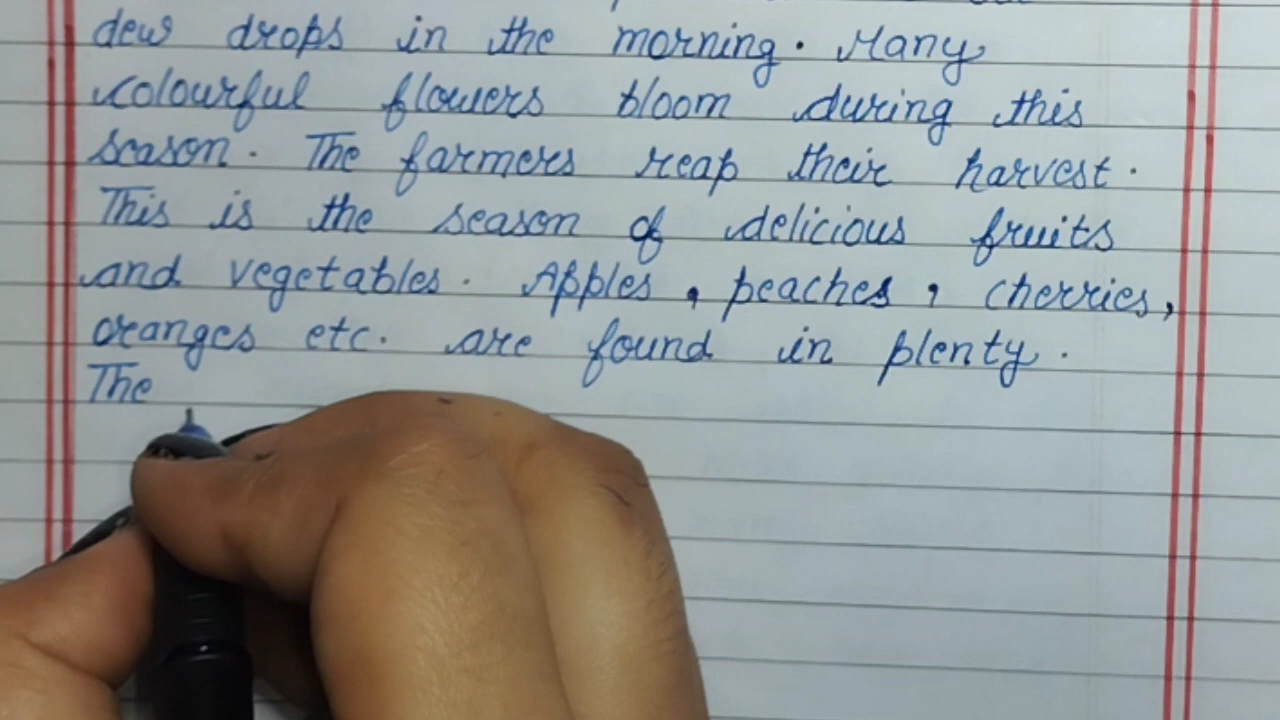 dew drops in the morning. Many
colourful flowers bloom during this
season. The farmers reap their harvest.
This is the season of delicious fruits
and vegetables. Apples, peaches, cherries,
oranges etc. are found in plenty.
The